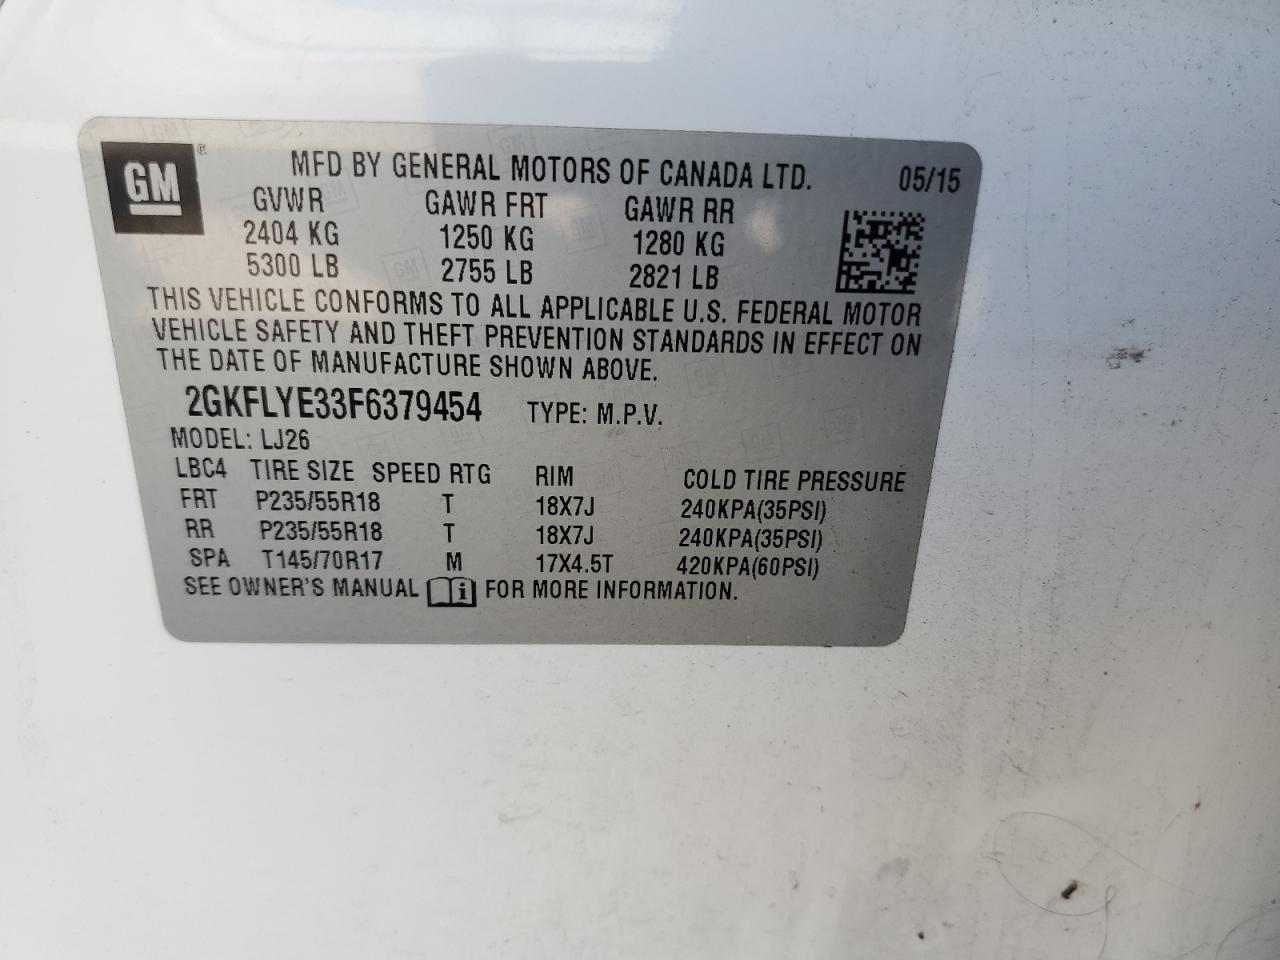 GM ®
MFD BY GENERAL MOTORS OF CANADA LTD. 05/15
GVWR GAWR FRT GAWR RR
2404 KG 1250 KG 1280 KG
5300 LB 2755 LB 2821 LB
THIS VEHICLE CONFORMS TO ALL APPLICABLE U.S. FEDERAL MOTOR
VEHICLE SAFETY AND THEFT PREVENTION STANDARDS IN EFFECT ON
THE DATE OF MANUFACTURE SHOWN ABOVE.
2GKFLYE33F6379454 TYPE: M.P.V.
MODEL: LJ26
LBC4 TIRE SIZE SPEED RTG RIM COLD TIRE PRESSURE
FRT P235/55R18 T 18X7J 240KPA(35PSI)
RR P235/55R18 T 18X7J 240KPA(35PSI)
SPA T145/70R17 M 17X4.5T 420KPA(60PSI)
SEE OWNER'S MANUAL i FOR MORE INFORMATION.